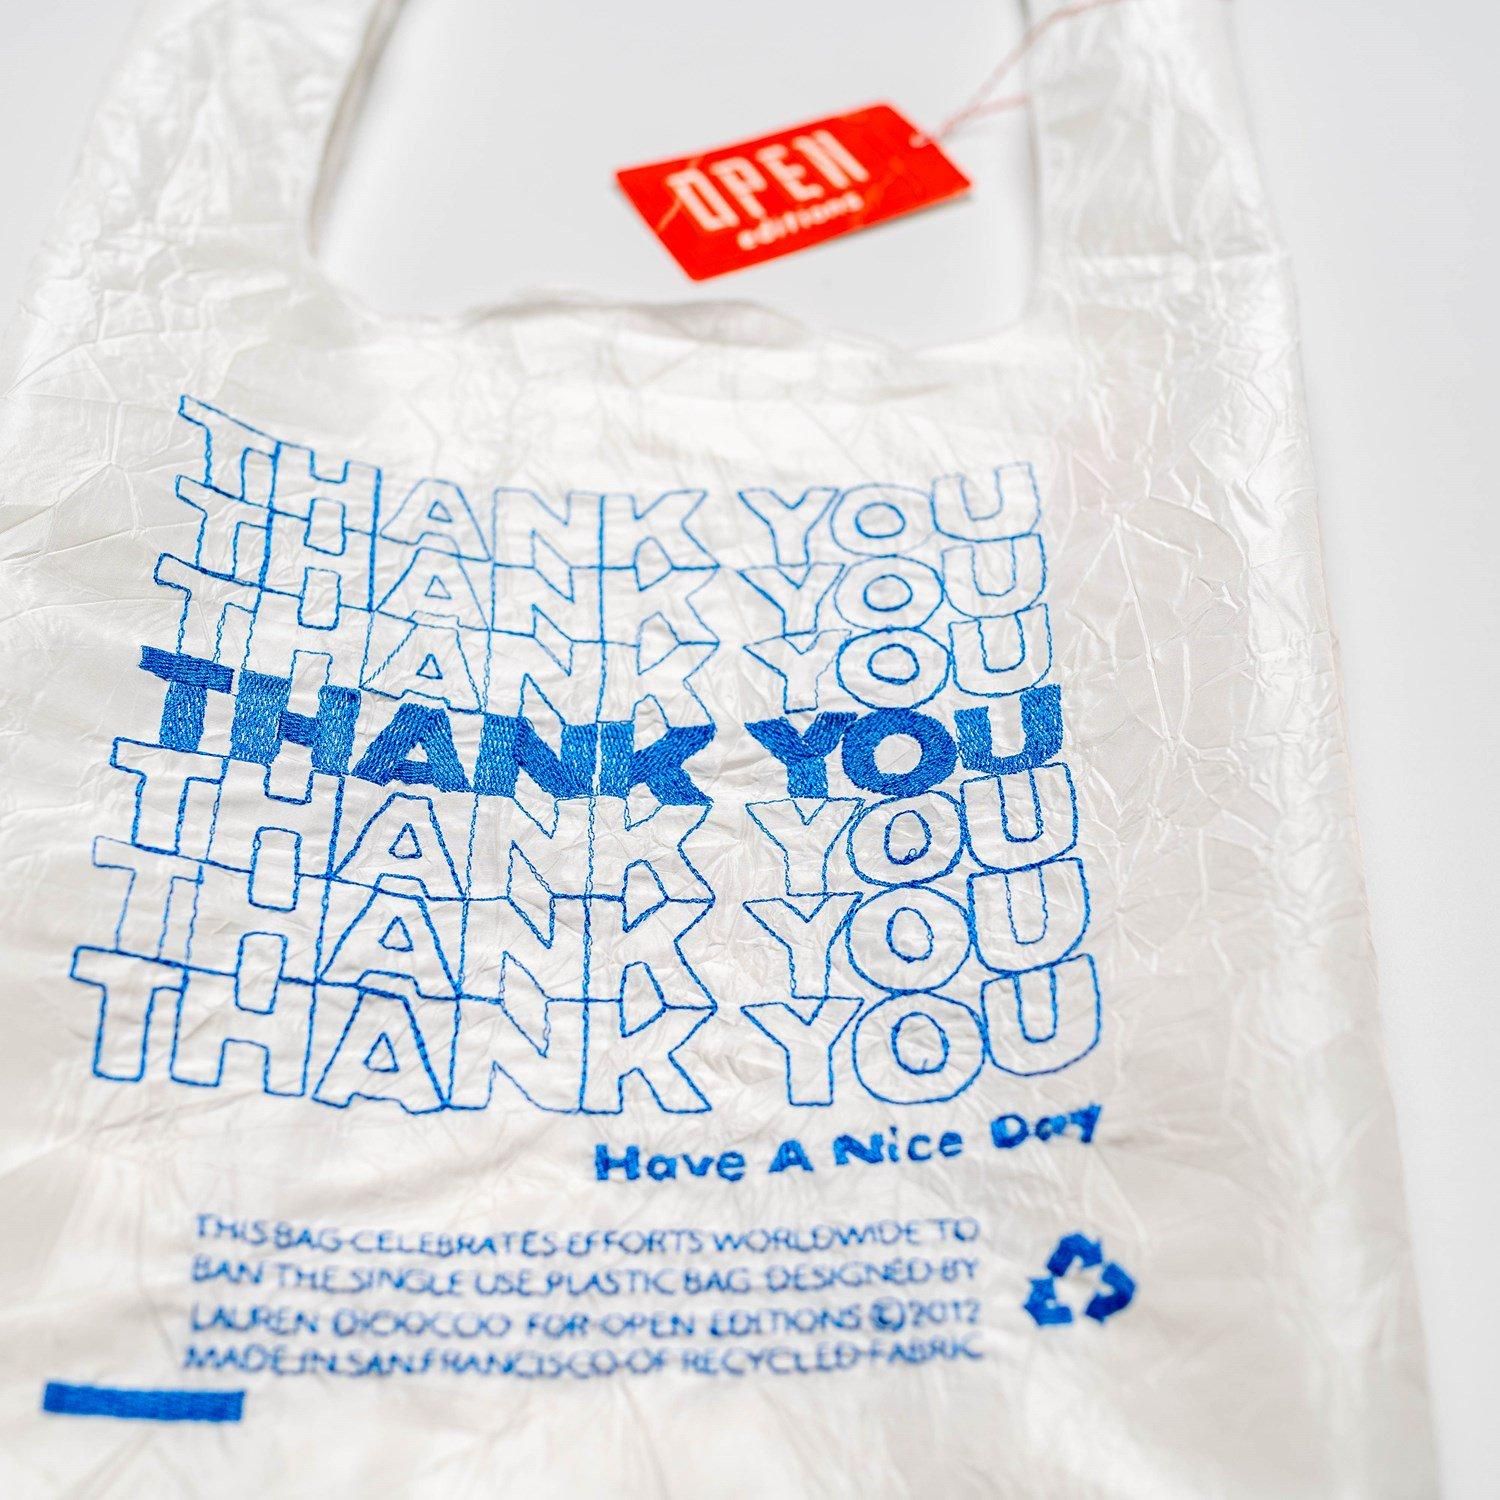 OPEN
editions
THANK YOU
THANK YOU
THANK YOU
THANK YOU
THANK YOU
THANK YOU
THANK YOU
Have A Nice Day
THIS BAG CELEBRATES EFFORTS WORLDWIDE TO
BAN THE SINGLE USE PLASTIC BAG DESIGNED BY
LAUREN DICIOCCIO FOR OPEN EDITIONS ©2012
MADE IN SAN FRANCISCO OF RECYCLED FABRIC